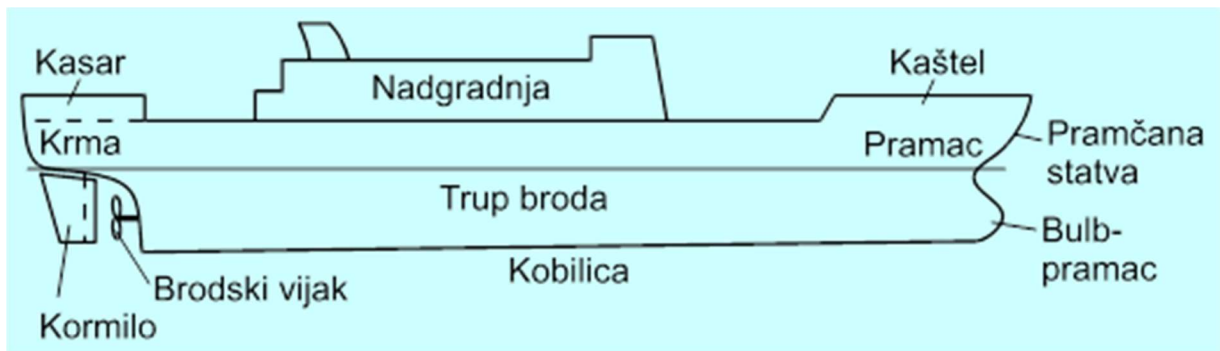 Kasar
Nadgradnja
Kaštel
Krma
Pramac
Pramčana
statva
Trup broda
Bulb-
pramac
Kobilica
Brodski vijak
Kormilo